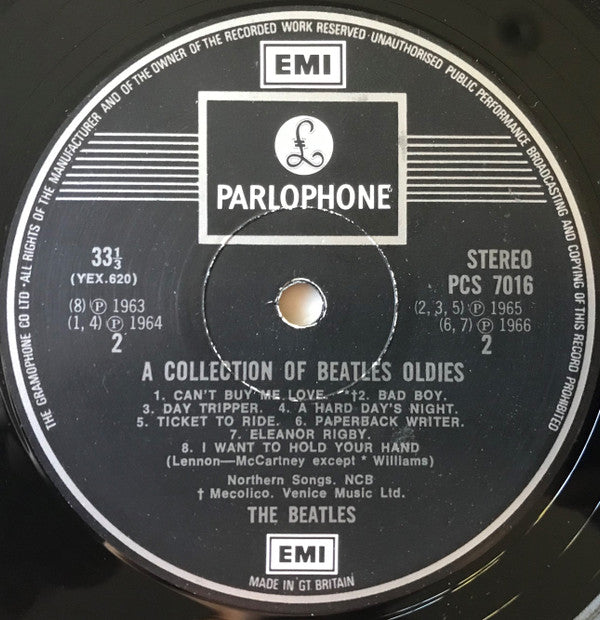 THE GRAMOPHONE CO LTD · ALL RIGHTS OF THE MANUFACTURER AND OF THE OWNER OF THE RECORDED WORK RESERVED · UNAUTHORISED PUBLIC PERFORMANCE BROADCASTING AND COPYING OF THIS RECORD PROHIBITED
EMI
£
PARLOPHONE
33⅓
(YEX.620)
(8) Ⓟ 1963
(1, 4) Ⓟ 1964
2
STEREO
PCS 7016
(2, 3, 5) Ⓟ 1965
(6, 7) Ⓟ 1966
2
A COLLECTION OF BEATLES OLDIES
1. CAN'T BUY ME LOVE. *†2. BAD BOY.
3. DAY TRIPPER. 4. A HARD DAY'S NIGHT.
5. TICKET TO RIDE. 6. PAPERBACK WRITER.
7. ELEANOR RIGBY.
8. I WANT TO HOLD YOUR HAND
(Lennon—McCartney except * Williams)
Northern Songs. NCB
† Mecolico. Venice Music Ltd.
THE BEATLES
EMI
MADE IN GT. BRITAIN